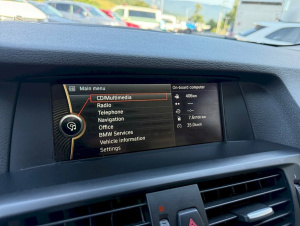 Main menu
On-board computer
CD/Multimedia
Radio
Telephone
Navigation
Office
BMW Services
Vehicle information
Settings